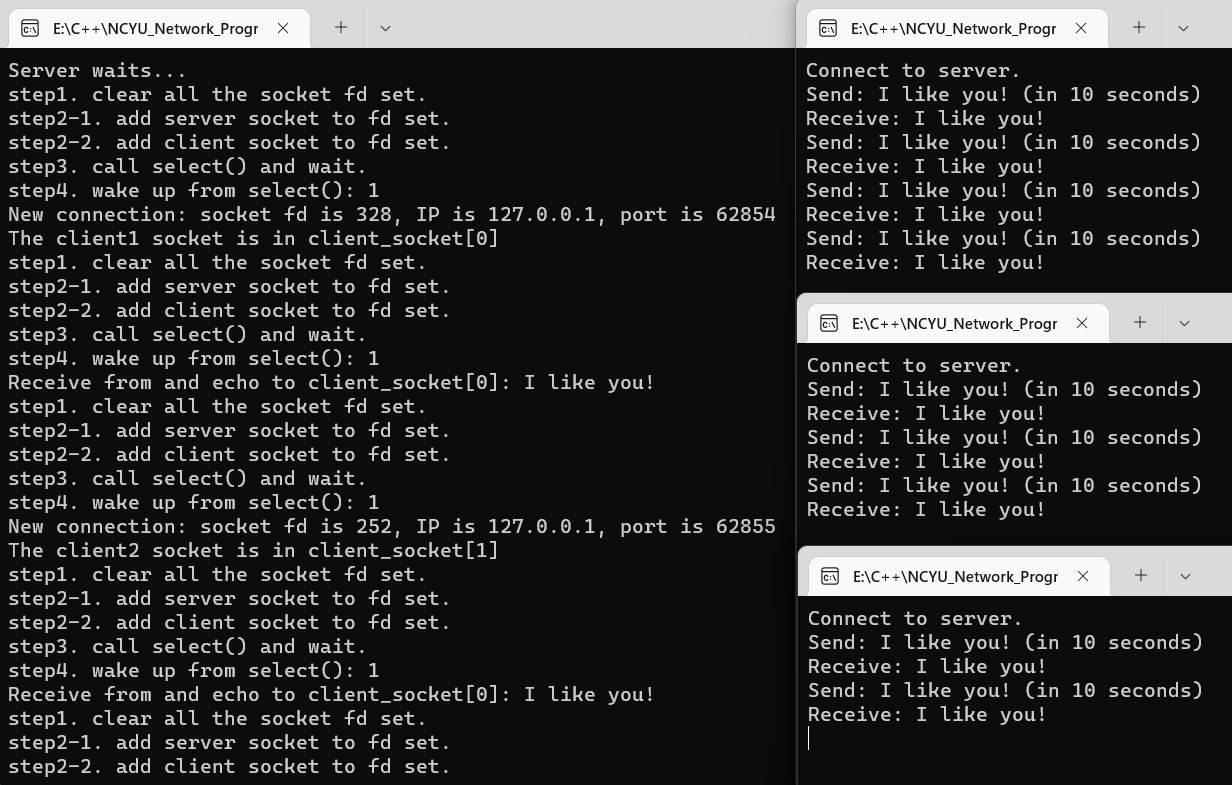 E:\C++\NCYU_Network_Progr
Server waits...
step1. clear all the socket fd set.
step2-1. add server socket to fd set.
step2-2. add client socket to fd set.
step3. call select() and wait.
step4. wake up from select(): 1
New connection: socket fd is 328, IP is 127.0.0.1, port is 62854
The client1 socket is in client_socket[0]
step1. clear all the socket fd set.
step2-1. add server socket to fd set.
step2-2. add client socket to fd set.
step3. call select() and wait.
step4. wake up from select(): 1
Receive from and echo to client_socket[0]: I like you!
step1. clear all the socket fd set.
step2-1. add server socket to fd set.
step2-2. add client socket to fd set.
step3. call select() and wait.
step4. wake up from select(): 1
New connection: socket fd is 252, IP is 127.0.0.1, port is 62855
The client2 socket is in client_socket[1]
step1. clear all the socket fd set.
step2-1. add server socket to fd set.
step2-2. add client socket to fd set.
step3. call select() and wait.
step4. wake up from select(): 1
Receive from and echo to client_socket[0]: I like you!
step1. clear all the socket fd set.
step2-1. add server socket to fd set.
step2-2. add client socket to fd set.
E:\C++\NCYU_Network_Progr
Connect to server.
Send: I like you! (in 10 seconds)
Receive: I like you!
Send: I like you! (in 10 seconds)
Receive: I like you!
Send: I like you! (in 10 seconds)
Receive: I like you!
Send: I like you! (in 10 seconds)
Receive: I like you!
E:\C++\NCYU_Network_Progr
Connect to server.
Send: I like you! (in 10 seconds)
Receive: I like you!
Send: I like you! (in 10 seconds)
Receive: I like you!
Send: I like you! (in 10 seconds)
Receive: I like you!
E:\C++\NCYU_Network_Progr
Connect to server.
Send: I like you! (in 10 seconds)
Receive: I like you!
Send: I like you! (in 10 seconds)
Receive: I like you!